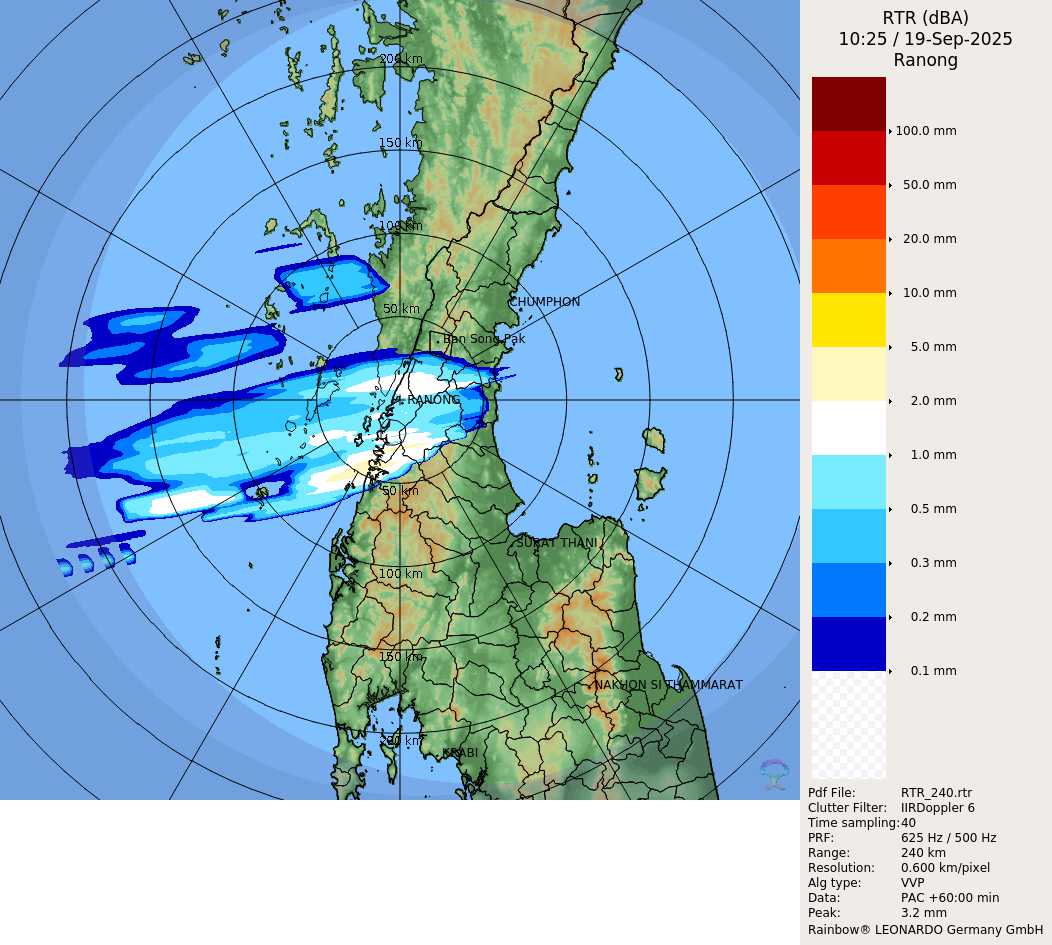 RTR (dBA)
10:25 / 19-Sep-2025
Ranong
200 km
150 km
100 km
50 km
CHUMPHON
Ban Song Pak
RANONG
50 km
SURAT THANI
100 km
150 km
NAKHON SI THAMMARAT
200 km
KRABI
100.0 mm
50.0 mm
20.0 mm
10.0 mm
5.0 mm
2.0 mm
1.0 mm
0.5 mm
0.3 mm
0.2 mm
0.1 mm
Pdf File: RTR_240.rtr
Clutter Filter: IIRDoppler 6
Time sampling:40
PRF: 625 Hz / 500 Hz
Range: 240 km
Resolution: 0.600 km/pixel
Alg type: VVP
Data: PAC +60:00 min
Peak: 3.2 mm
Rainbow® LEONARDO Germany GmbH